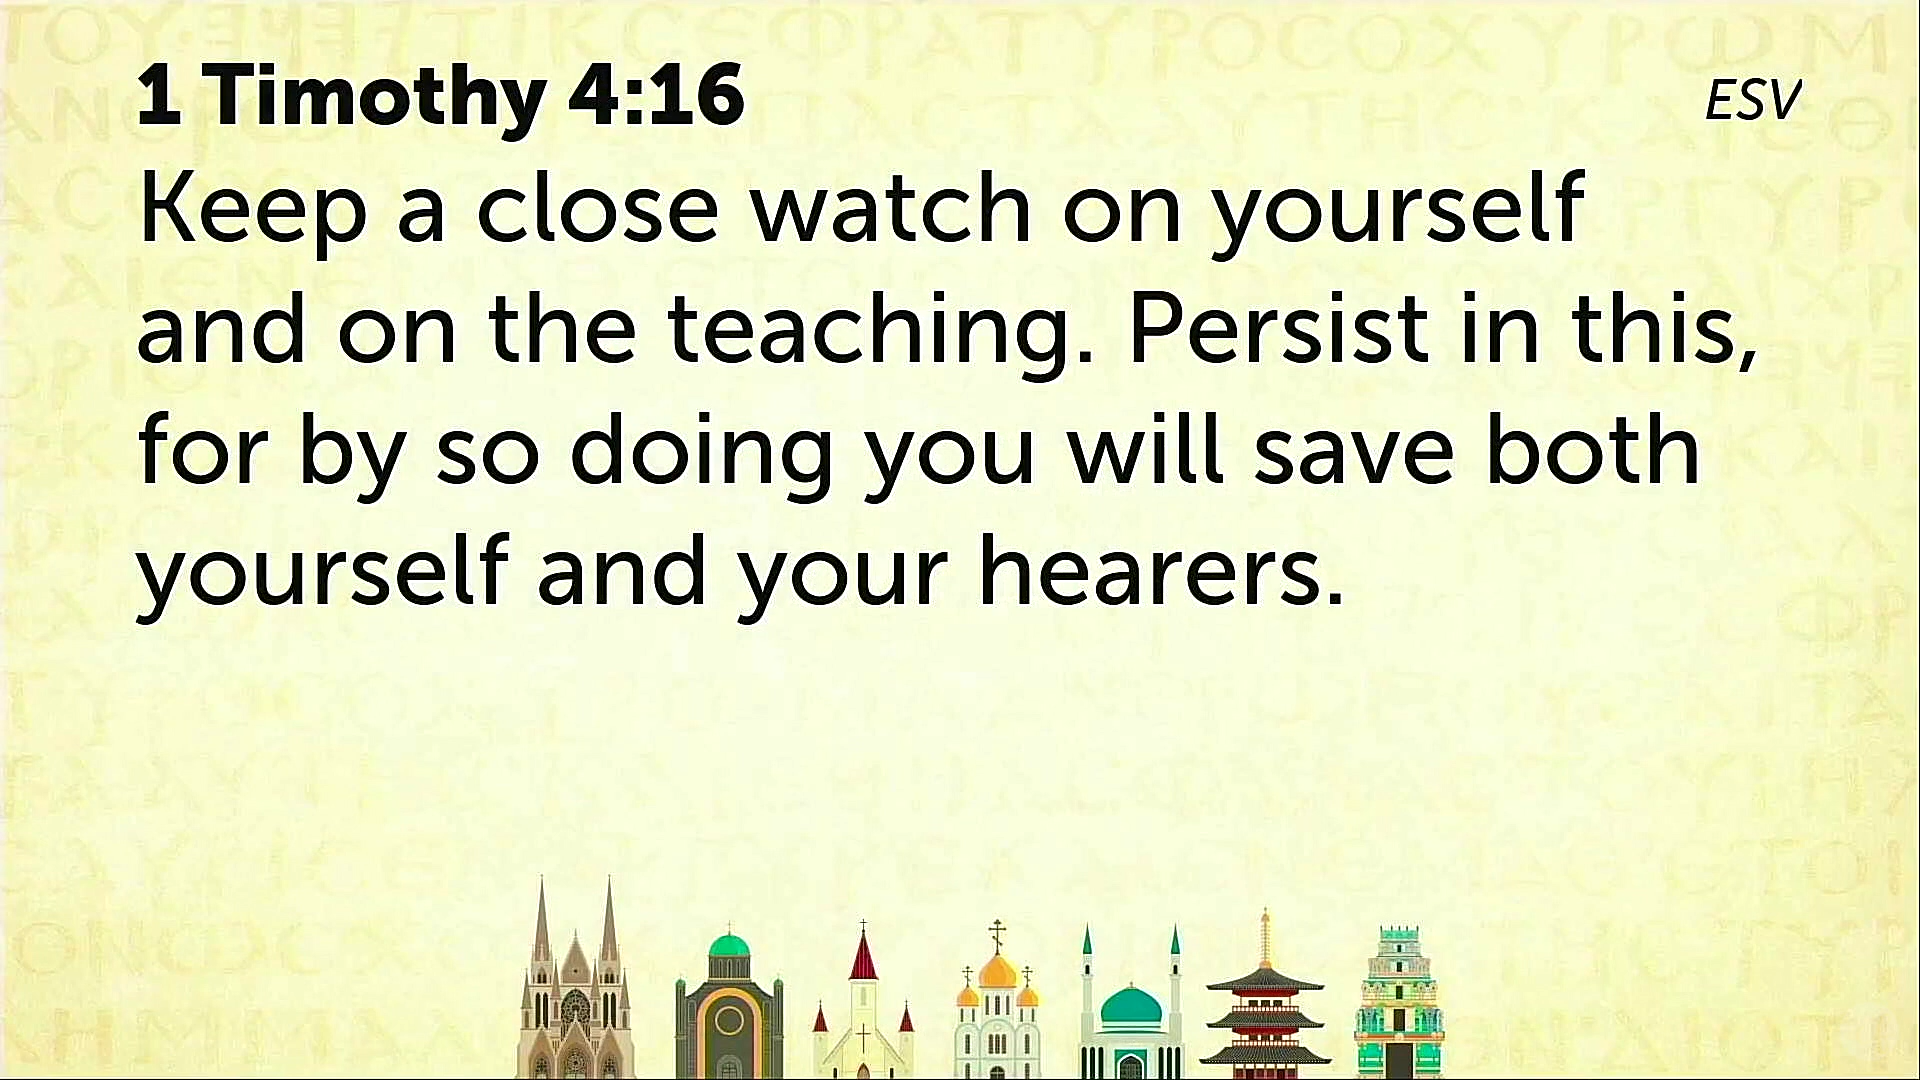 1 Timothy 4:16
ESV
Keep a close watch on yourself
and on the teaching. Persist in this,
for by so doing you will save both
yourself and your hearers.